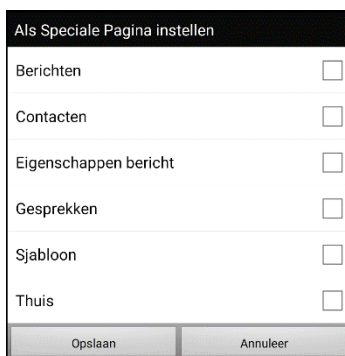 Als Speciale Pagina instellen
Berichten
Contacten
Eigenschappen bericht
Gesprekken
Sjabloon
Thuis
Opslaan Annuleer